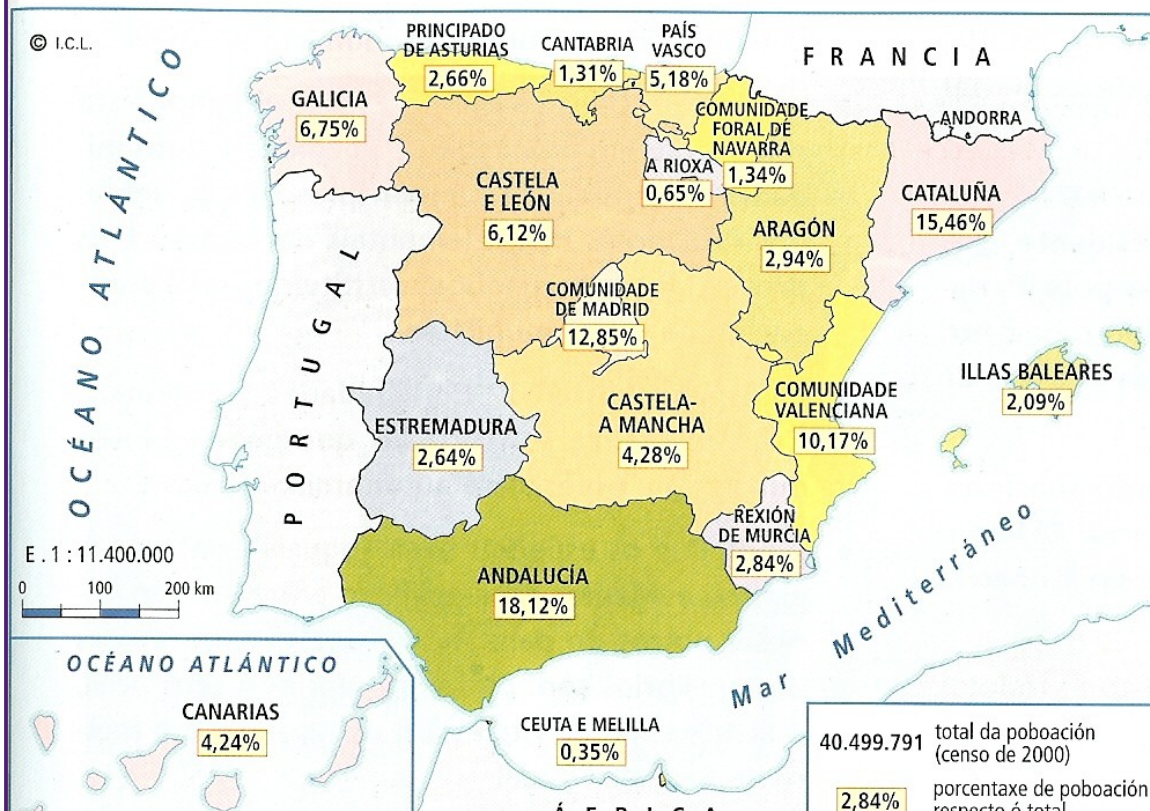 © I.C.L.
OCÉANO ATLÁNTICO
PRINCIPADO
DE ASTURIAS
2,66%
CANTABRIA
1,31%
PAÍS
VASCO
5,18%
FRANCIA
GALICIA
6,75%
COMUNIDADE
FORAL DE
NAVARRA
1,34%
ANDORRA
A RIOXA
0,65%
CASTELA
E LEÓN
6,12%
CATALUÑA
15,46%
ARAGÓN
2,94%
PORTUGAL
COMUNIDADE
DE MADRID
12,85%
ILLAS BALEARES
2,09%
COMUNIDADE
VALENCIANA
10,17%
CASTELA-
A MANCHA
4,28%
ESTREMADURA
2,64%
REXIÓN
DE MURCIA
2,84%
E. 1 : 11.400.000
0 100 200 km
ANDALUCÍA
18,12%
Mar Mediterráneo
OCÉANO ATLÁNTICO
CANARIAS
4,24%
CEUTA E MELILLA
0,35%
ÁFRICA
40.499.791 total da poboación
(censo de 2000)
2,84% porcentaxe de poboación
respecto ó total